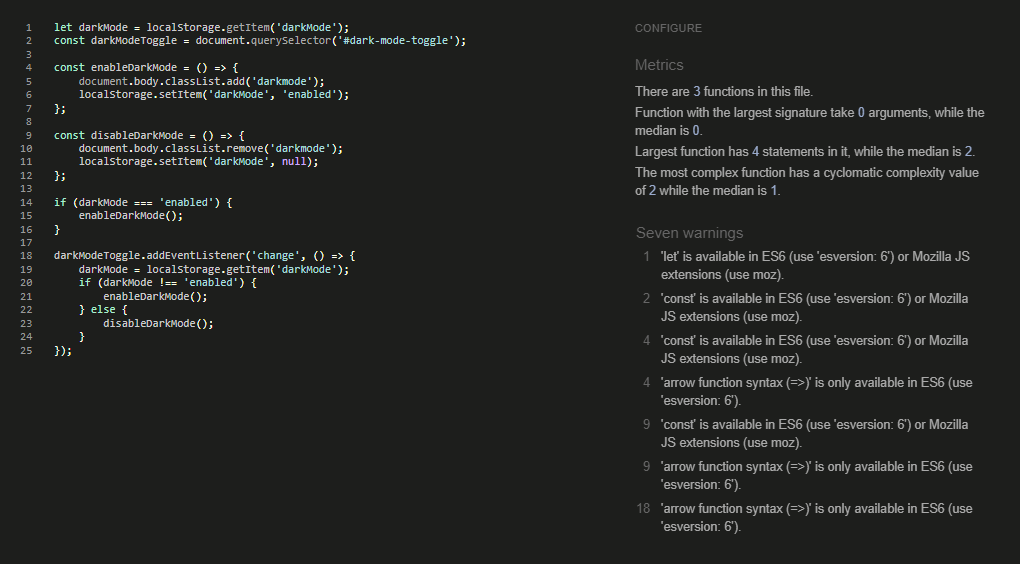 1 let darkMode = localStorage.getItem('darkMode');
2 const darkModeToggle = document.querySelector('#dark-mode-toggle');
3
4 const enableDarkMode = () => {
5 document.body.classList.add('darkmode');
6 localStorage.setItem('darkMode', 'enabled');
7 };
8
9 const disableDarkMode = () => {
10 document.body.classList.remove('darkmode');
11 localStorage.setItem('darkMode', null);
12 };
13
14 if (darkMode === 'enabled') {
15 enableDarkMode();
16 }
17
18 darkModeToggle.addEventListener('change', () => {
19 darkMode = localStorage.getItem('darkMode');
20 if (darkMode !== 'enabled') {
21 enableDarkMode();
22 } else {
23 disableDarkMode();
24 }
25 });
CONFIGURE
Metrics
There are 3 functions in this file.
Function with the largest signature take 0 arguments, while the
median is 0.
Largest function has 4 statements in it, while the median is 2.
The most complex function has a cyclomatic complexity value
of 2 while the median is 1.
Seven warnings
1 'let' is available in ES6 (use 'esversion: 6') or Mozilla JS
extensions (use moz).
2 'const' is available in ES6 (use 'esversion: 6') or Mozilla
JS extensions (use moz).
4 'const' is available in ES6 (use 'esversion: 6') or Mozilla
JS extensions (use moz).
4 'arrow function syntax (=>)' is only available in ES6 (use
'esversion: 6').
9 'const' is available in ES6 (use 'esversion: 6') or Mozilla
JS extensions (use moz).
9 'arrow function syntax (=>)' is only available in ES6 (use
'esversion: 6').
18 'arrow function syntax (=>)' is only available in ES6 (use
'esversion: 6').